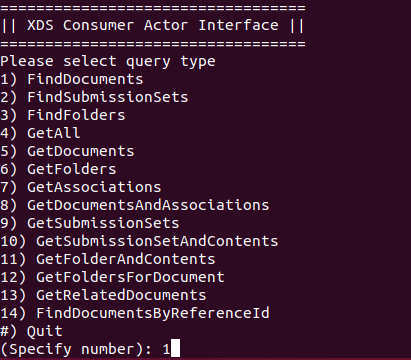 ==================================
|| XDS Consumer Actor Interface ||
==================================
Please select query type
1) FindDocuments
2) FindSubmissionSets
3) FindFolders
4) GetAll
5) GetDocuments
6) GetFolders
7) GetAssociations
8) GetDocumentsAndAssociations
9) GetSubmissionSets
10) GetSubmissionSetAndContents
11) GetFolderAndContents
12) GetFoldersForDocument
13) GetRelatedDocuments
14) FindDocumentsByReferenceId
#) Quit
(Specify number): 1